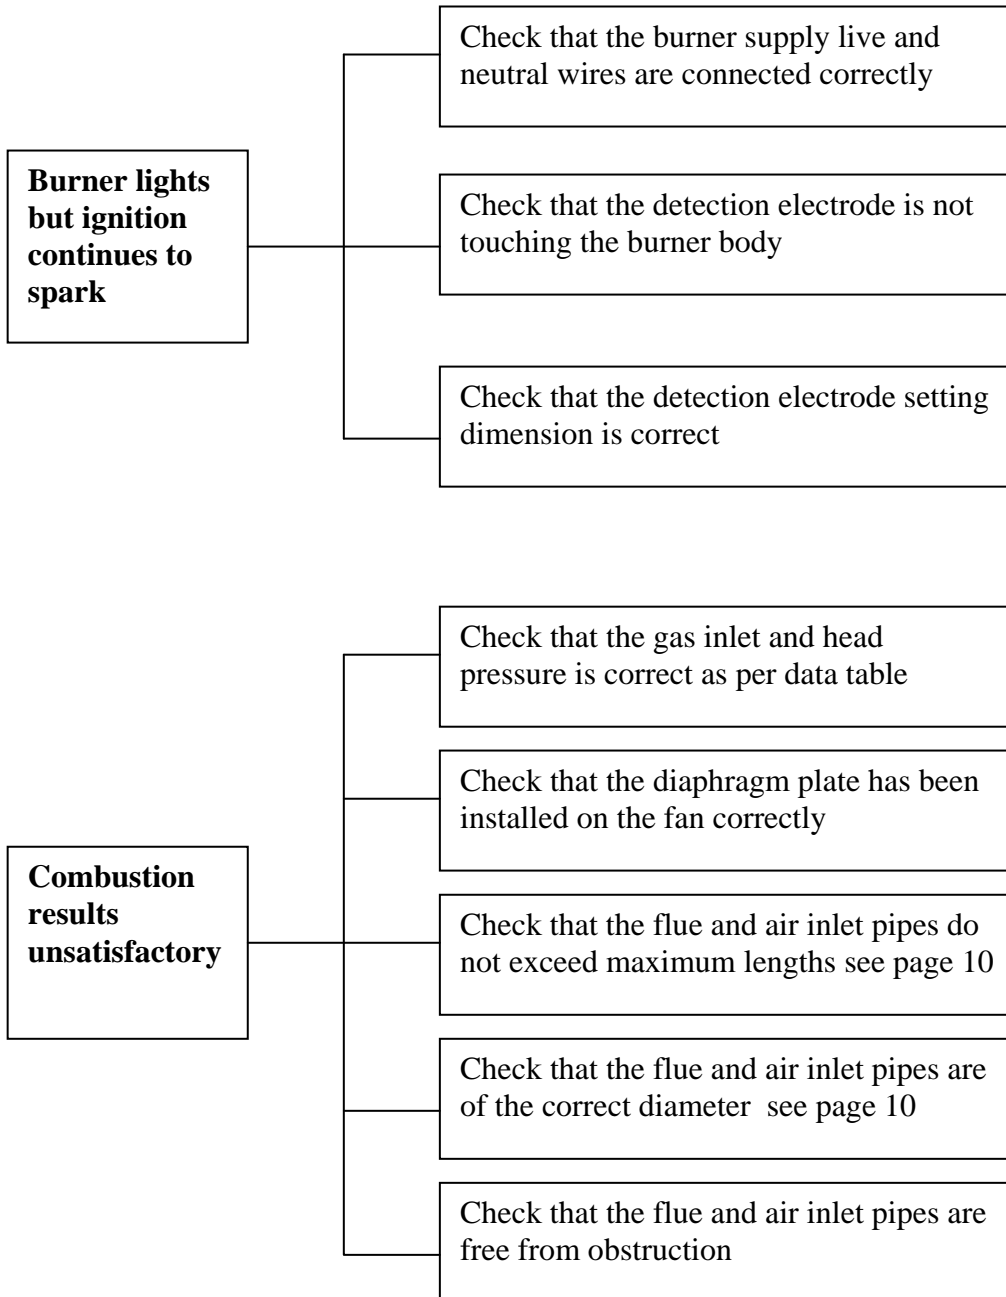 Check that the burner supply live and
neutral wires are connected correctly
Burner lights
but ignition
continues to
spark
Check that the detection electrode is not
touching the burner body
Check that the detection electrode setting
dimension is correct
Check that the gas inlet and head
pressure is correct as per data table
Check that the diaphragm plate has been
installed on the fan correctly
Combustion
results
unsatisfactory
Check that the flue and air inlet pipes do
not exceed maximum lengths see page 10
Check that the flue and air inlet pipes are
of the correct diameter  see page 10
Check that the flue and air inlet pipes are
free from obstruction